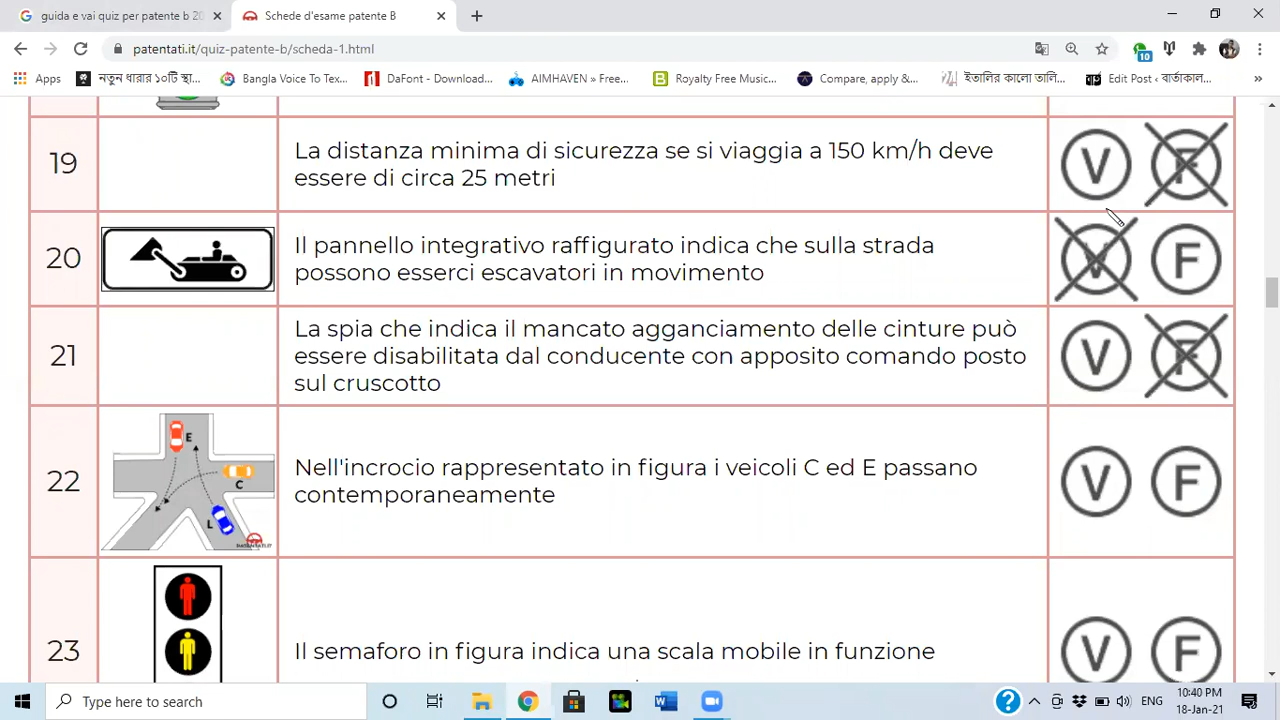 guida e vai quiz per patente b 20
Schede d'esame patente B
patentati.it/quiz-patente-b/scheda-1.html
10
Apps
নতুন ধারার ১০টি স্থা...
Bangla Voice To Tex...
DaFont - Download...
AIMHAVEN » Free...
Royalty Free Music...
Compare, apply &...
ইতালির কালো তালি...
Edit Post ‹ বার্তাকাল...
»
19
La distanza minima di sicurezza se si viaggia a 150 km/h deve
essere di circa 25 metri
V F
20
Il pannello integrativo raffigurato indica che sulla strada
possono esserci escavatori in movimento
V F
21
La spia che indica il mancato agganciamento delle cinture può
essere disabilitata dal conducente con apposito comando posto
sul cruscotto
V F
22
E
C
L
PATENTATI.IT
Nell'incrocio rappresentato in figura i veicoli C ed E passano
contemporaneamente
V F
23
Il semaforo in figura indica una scala mobile in funzione
V F
Type here to search
ENG
10:40 PM
18-Jan-21